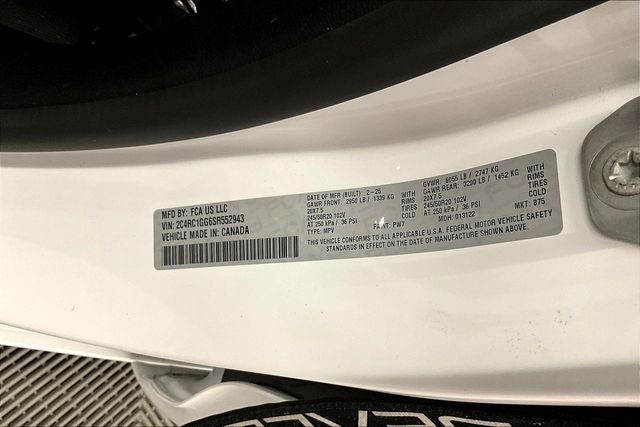 MFD BY: FCA US LLC
VIN: 2C4RC1GG6SR552943
VEHICLE MADE IN: CANADA
DATE OF MFR (BUILT): 2-25
GAWR FRONT: 2950 LB / 1339 KG WITH
20X7.5 RIMS
245/50R20 102V TIRES
AT 250 kPa / 36 PSI COLD
TYPE: MPV PAINT: PW7
GVWR: 6055 LB / 2747 KG
GAWR REAR: 3200 LB / 1452 KG WITH
20X7.5 RIMS
245/50R20 102V TIRES
AT 250 kPa / 36 PSI COLD
MDH: 013122 MKT: 875
THIS VEHICLE CONFORMS TO ALL APPLICABLE U.S.A. FEDERAL MOTOR VEHICLE SAFETY
STANDARDS IN EFFECT ON THE DATE OF MANUFACTURE SHOWN ABOVE.